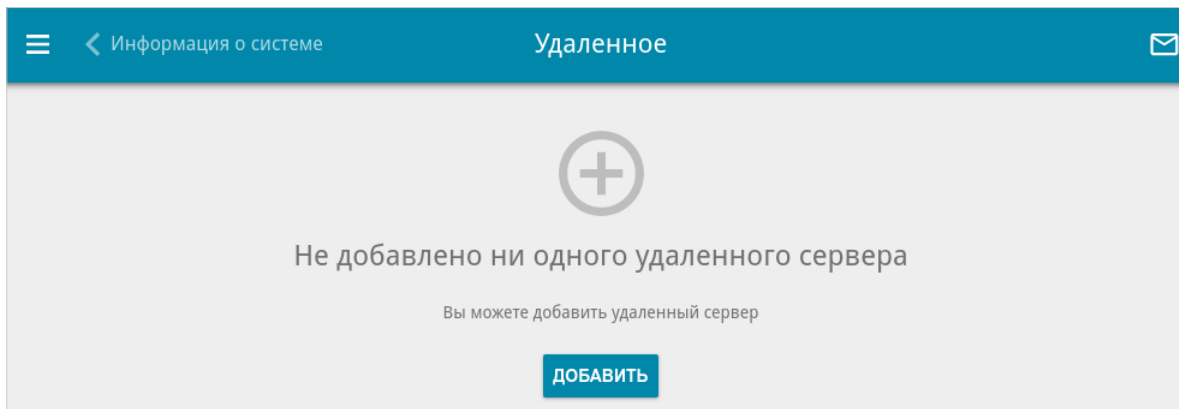 Информация о системе
Удаленное
Не добавлено ни одного удаленного сервера
Вы можете добавить удаленный сервер
ДОБАВИТЬ